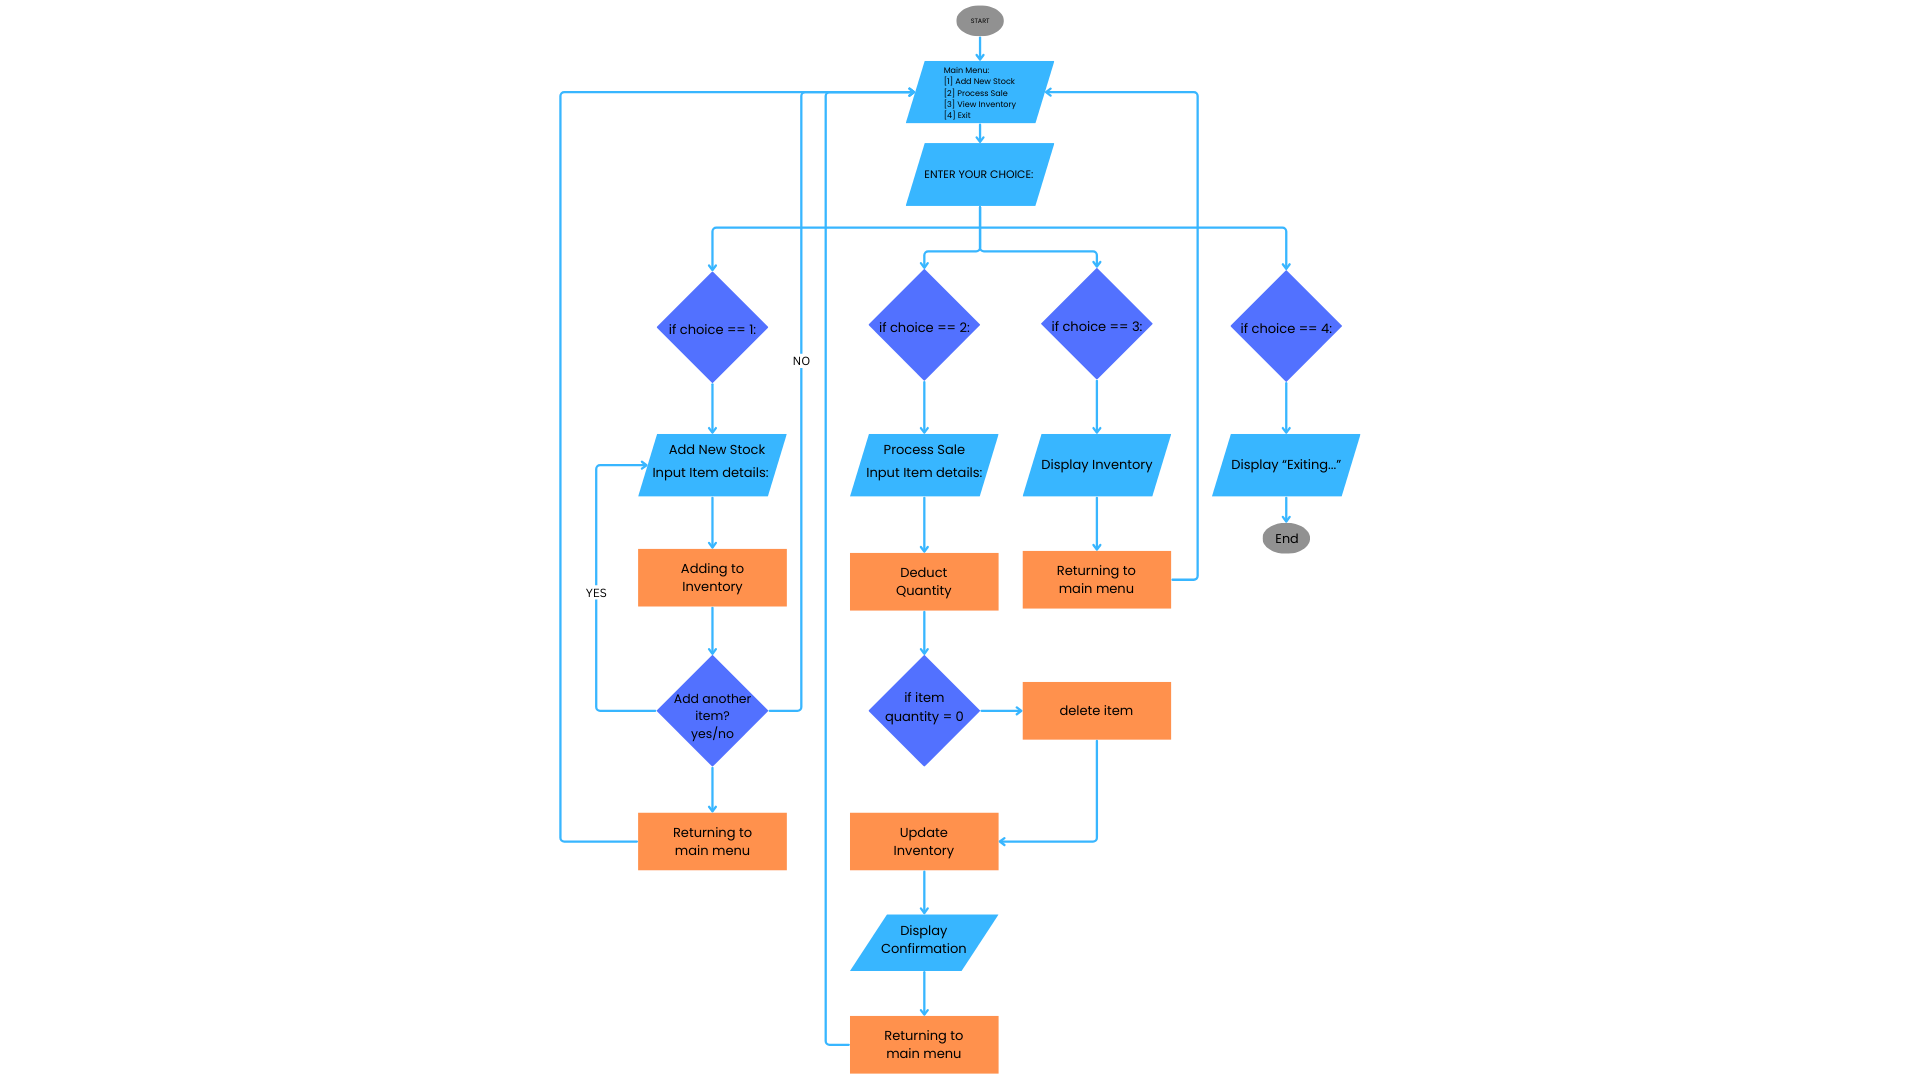 START
Main Menu:
[1] Add New Stock
[2] Process Sale
[3] View Inventory
[4] Exit
ENTER YOUR CHOICE:
if choice == 1:
if choice == 2:
if choice == 3:
if choice == 4:
NO
Add New Stock
Input Item details:
Process Sale
Input Item details:
Display Inventory
Display “Exiting...”
End
Adding to
Inventory
Deduct
Quantity
Returning to
main menu
YES
Add another
item?
yes/no
if item
quantity = 0
delete item
Returning to
main menu
Update
Inventory
Display
Confirmation
Returning to
main menu